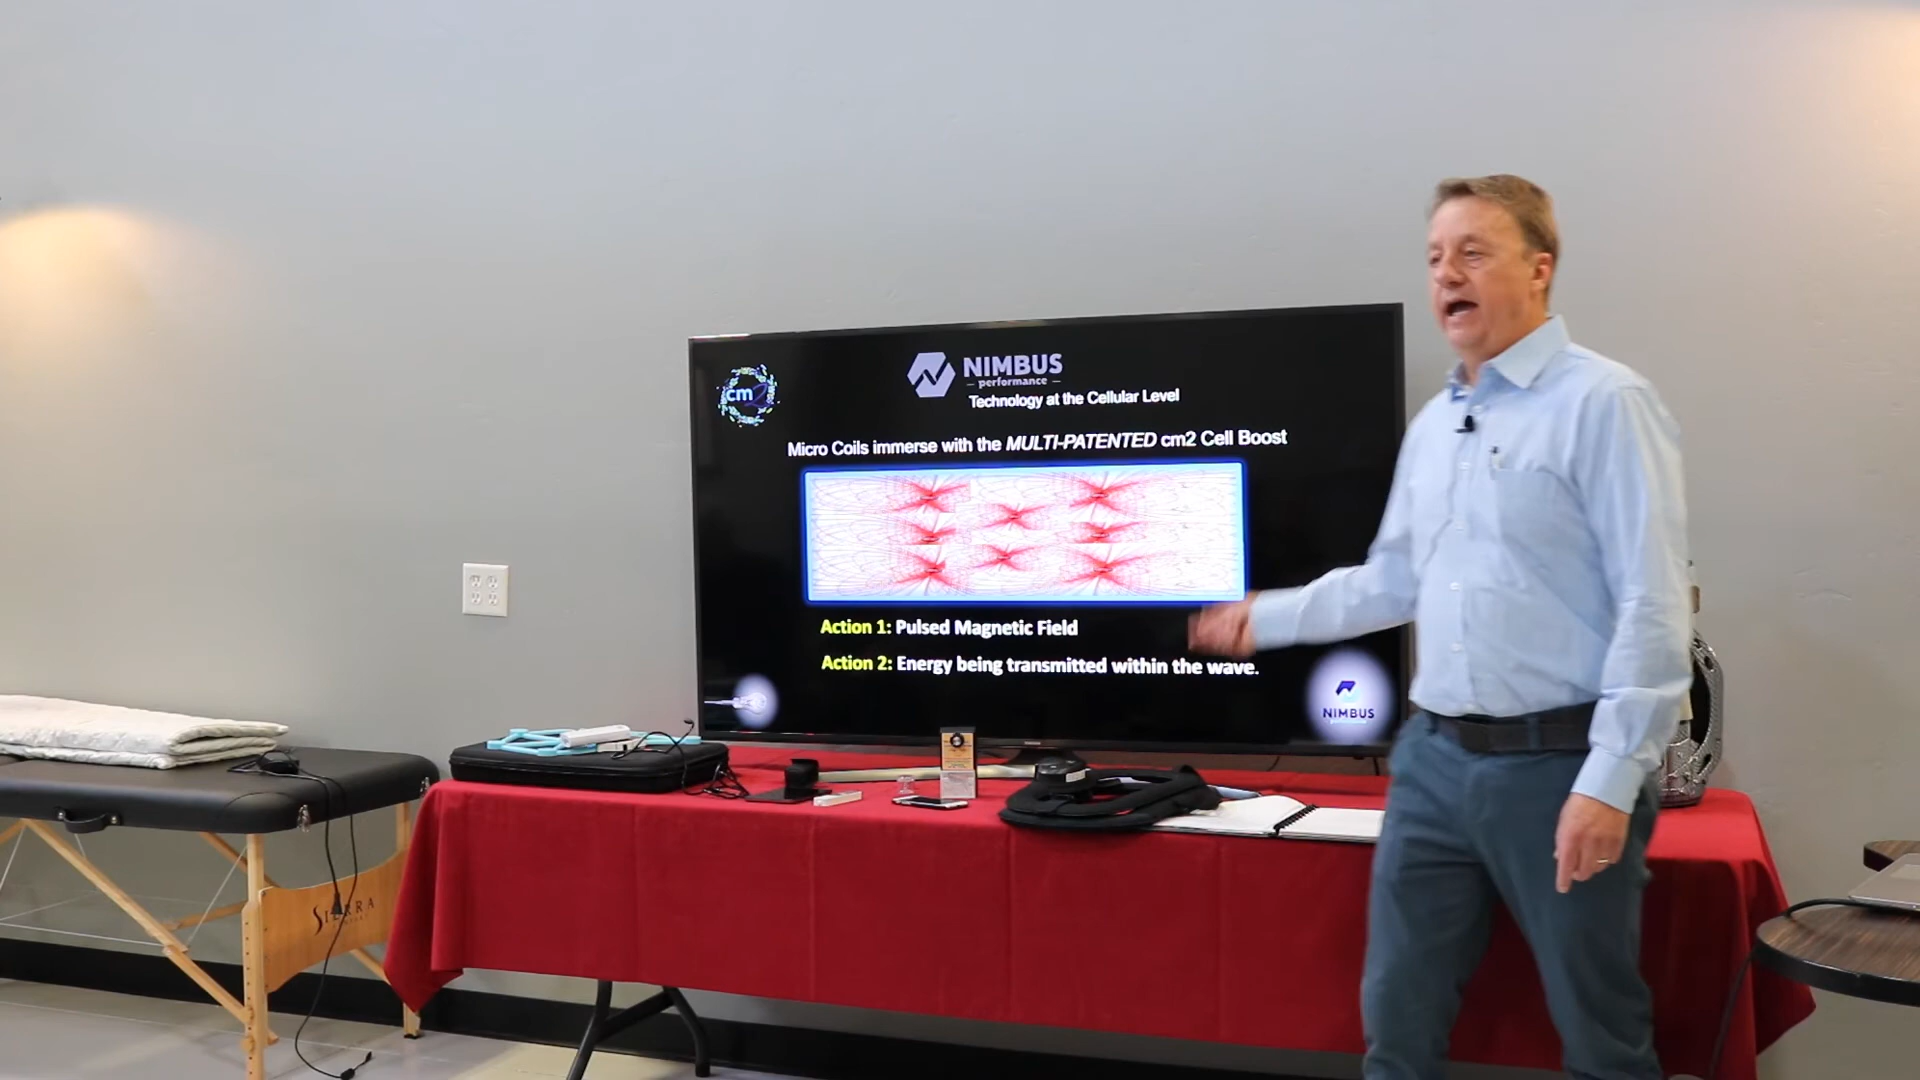 cm2
NIMBUS
performance
Technology at the Cellular Level
Micro Coils immerse with the MULTI-PATENTED cm2 Cell Boost
Action 1: Pulsed Magnetic Field
Action 2: Energy being transmitted within the wave.
NIMBUS
SIERRA